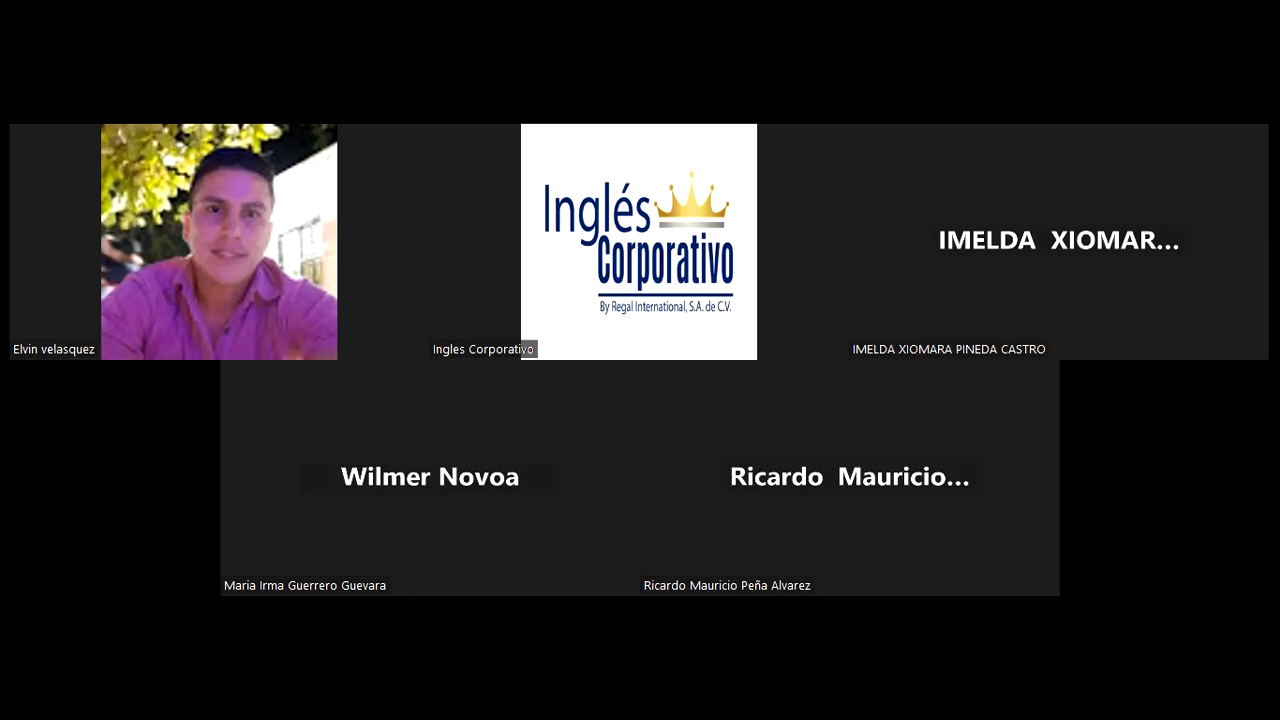 Inglés
Corporativo
By Regal International, S.A. de C.V.
IMELDA XIOMAR...
Elvin velasquez
Ingles Corporativo
IMELDA XIOMARA PINEDA CASTRO
Wilmer Novoa
Ricardo Mauricio...
Maria Irma Guerrero Guevara
Ricardo Mauricio Peña Alvarez